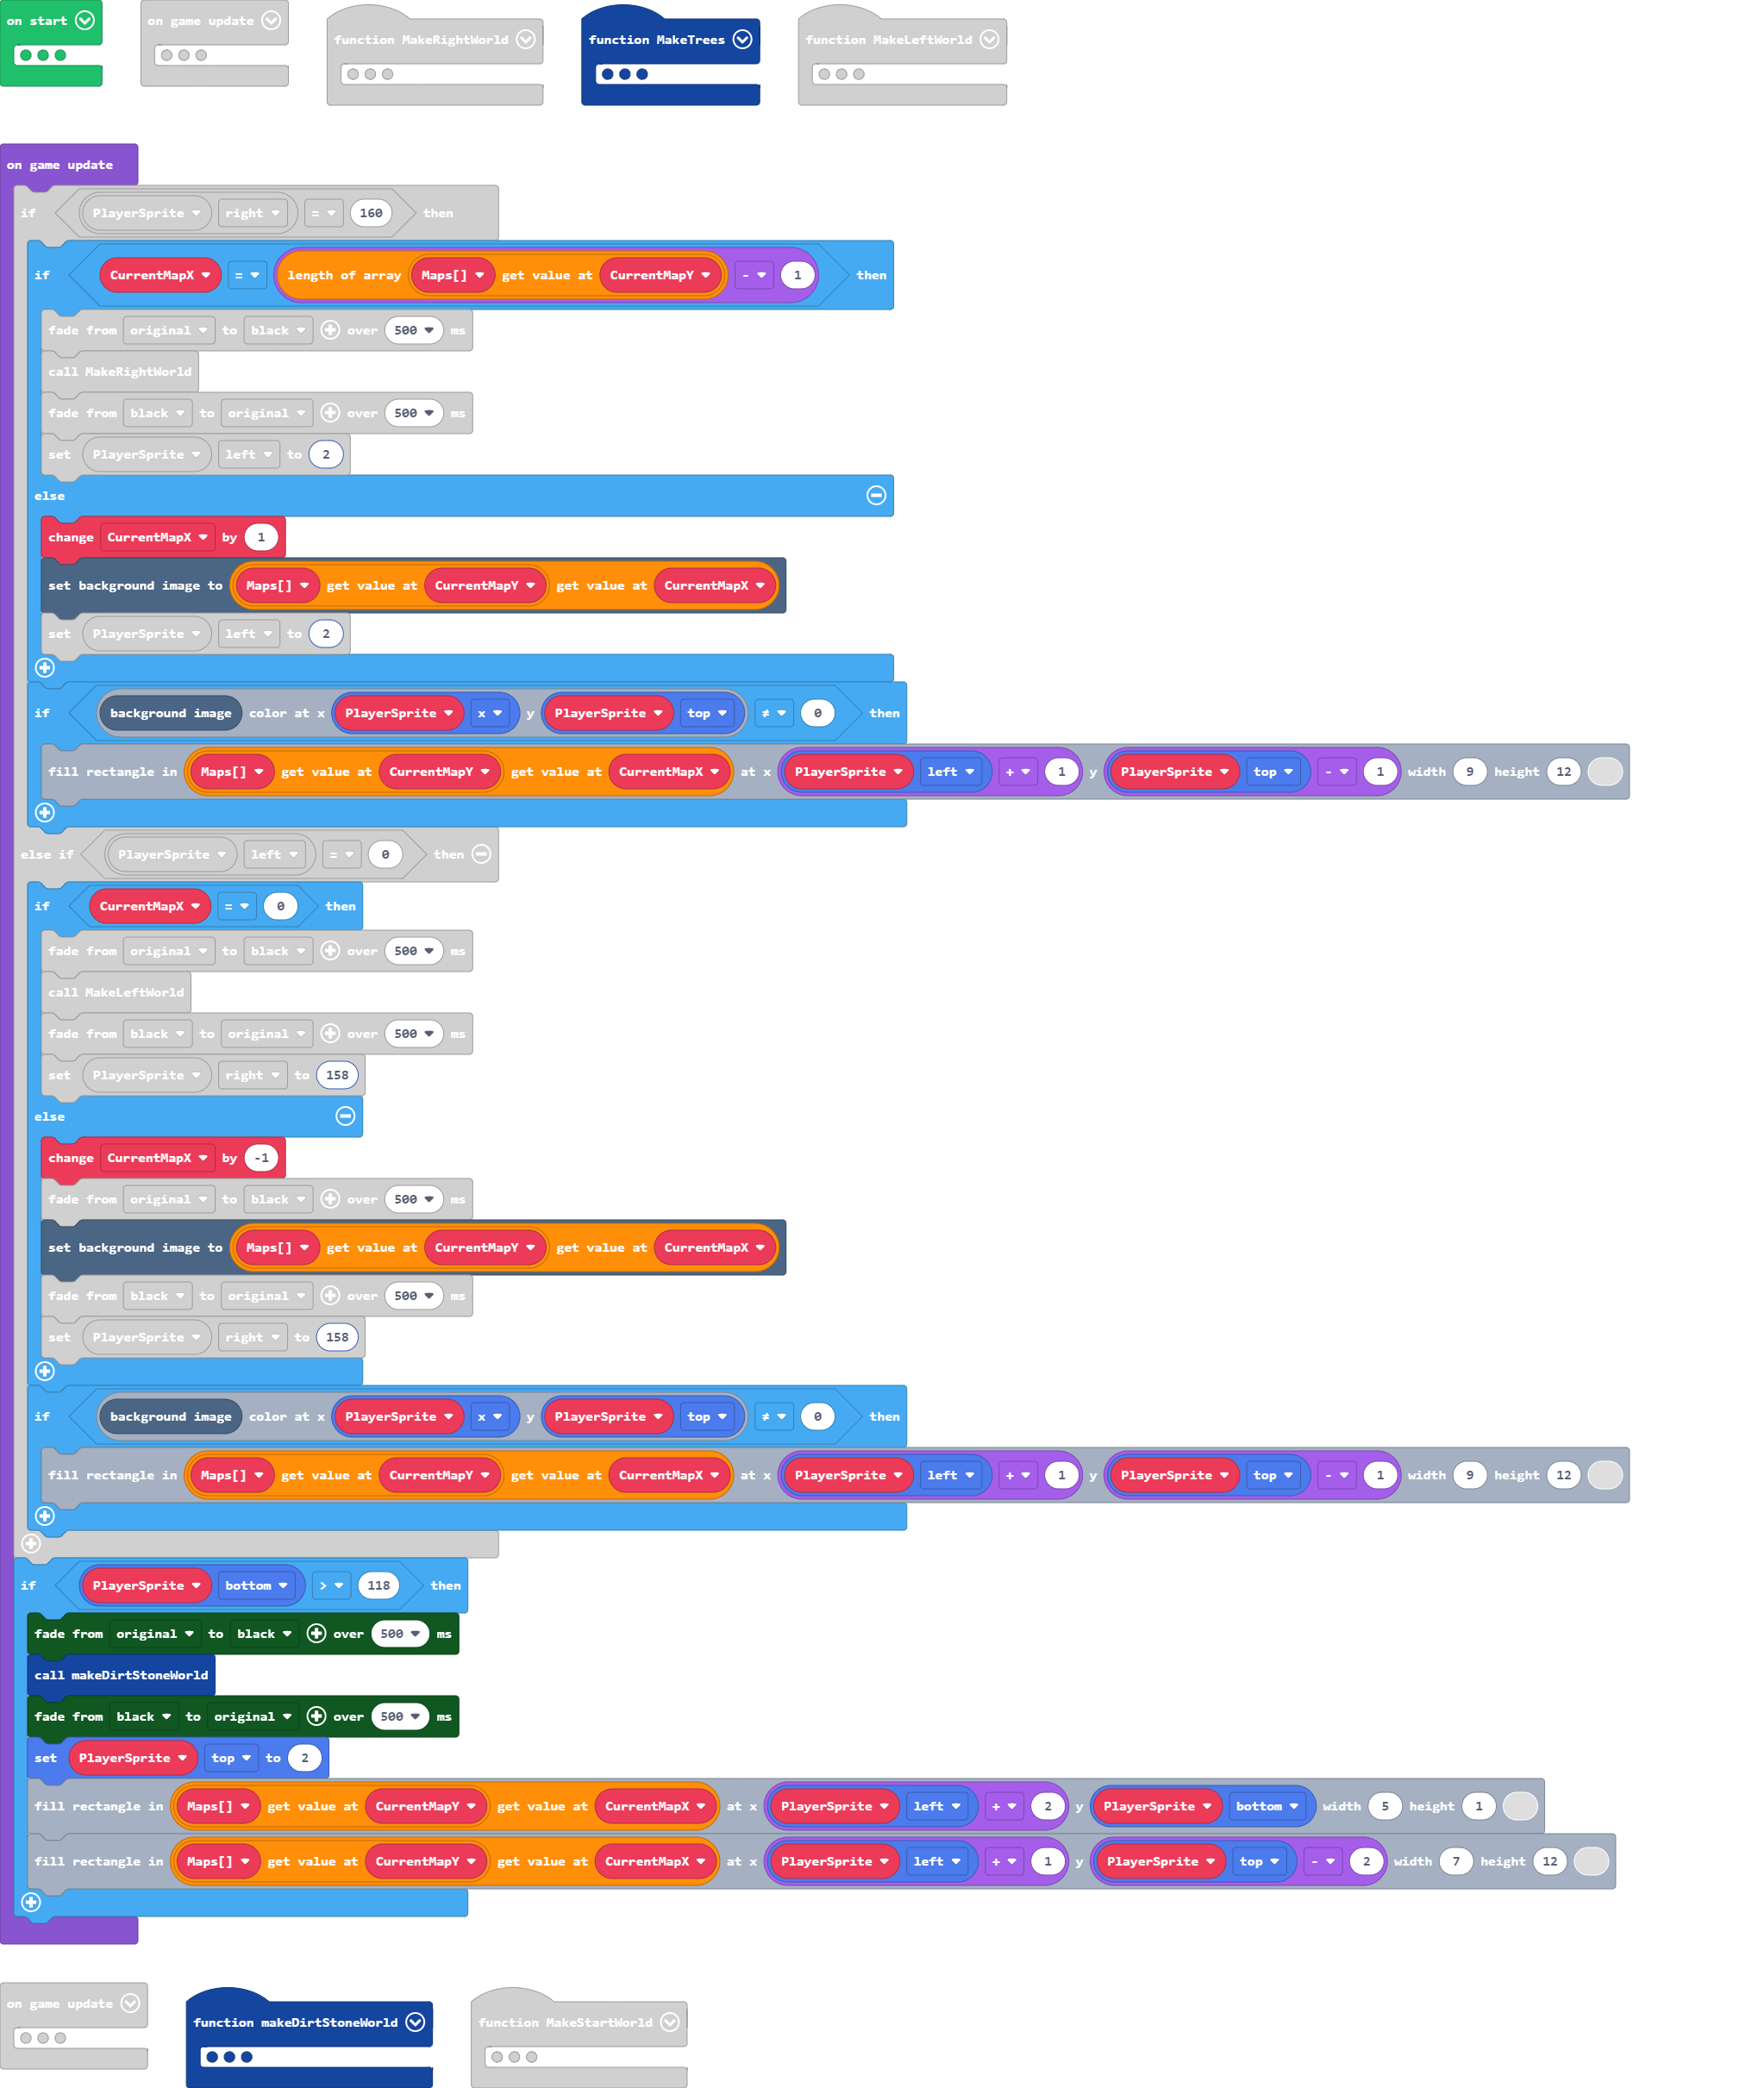 on start
on game update
function MakeRightWorld
function MakeTrees
function MakeLeftWorld
on game update
if PlayerSprite right = 160 then
if CurrentMapX = length of array Maps[] get value at CurrentMapY - 1 then
fade from original to black over 500 ms
call MakeRightWorld
fade from black to original over 500 ms
set PlayerSprite left to 2
else
change CurrentMapX by 1
set background image to Maps[] get value at CurrentMapY get value at CurrentMapX
set PlayerSprite left to 2
if background image color at x PlayerSprite x y PlayerSprite top ≠ 0 then
fill rectangle in Maps[] get value at CurrentMapY get value at CurrentMapX at x PlayerSprite left + 1 y PlayerSprite top - 1 width 9 height 12
else if PlayerSprite left = 0 then
if CurrentMapX = 0 then
fade from original to black over 500 ms
call MakeLeftWorld
fade from black to original over 500 ms
set PlayerSprite right to 158
else
change CurrentMapX by -1
fade from original to black over 500 ms
set background image to Maps[] get value at CurrentMapY get value at CurrentMapX
fade from black to original over 500 ms
set PlayerSprite right to 158
if background image color at x PlayerSprite x y PlayerSprite top ≠ 0 then
fill rectangle in Maps[] get value at CurrentMapY get value at CurrentMapX at x PlayerSprite left + 1 y PlayerSprite top - 1 width 9 height 12
if PlayerSprite bottom > 118 then
fade from original to black over 500 ms
call makeDirtStoneWorld
fade from black to original over 500 ms
set PlayerSprite top to 2
fill rectangle in Maps[] get value at CurrentMapY get value at CurrentMapX at x PlayerSprite left + 2 y PlayerSprite bottom width 5 height 1
fill rectangle in Maps[] get value at CurrentMapY get value at CurrentMapX at x PlayerSprite left + 1 y PlayerSprite top - 2 width 7 height 12
on game update
function makeDirtStoneWorld
function MakeStartWorld